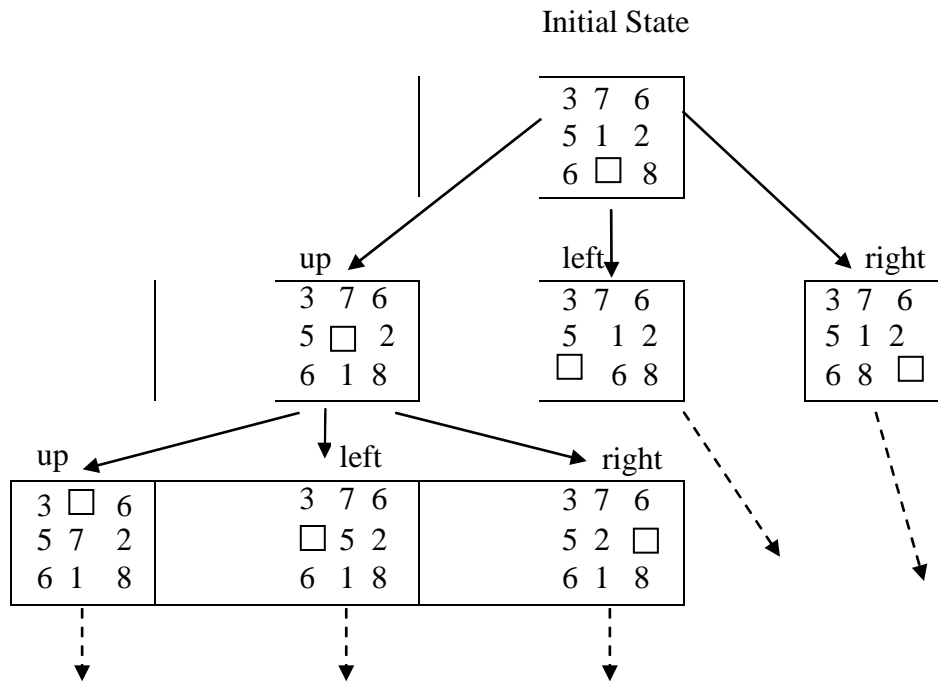 Initial State
3 7 6
5 1 2
6 □ 8
up
left
right
3 7 6
5 □ 2
6 1 8
3 7 6
5 1 2
□ 6 8
3 7 6
5 1 2
6 8 □
up
left
right
3 □ 6
5 7 2
6 1 8
3 7 6
□ 5 2
6 1 8
3 7 6
5 2 □
6 1 8